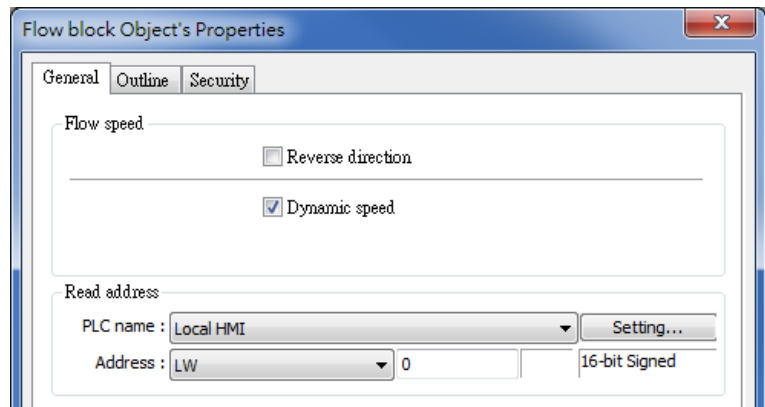 Flow block Object's Properties
General Outline Security
Flow speed
Reverse direction
Dynamic speed
Read address
PLC name : Local HMI Setting...
Address : LW 0 16-bit Signed